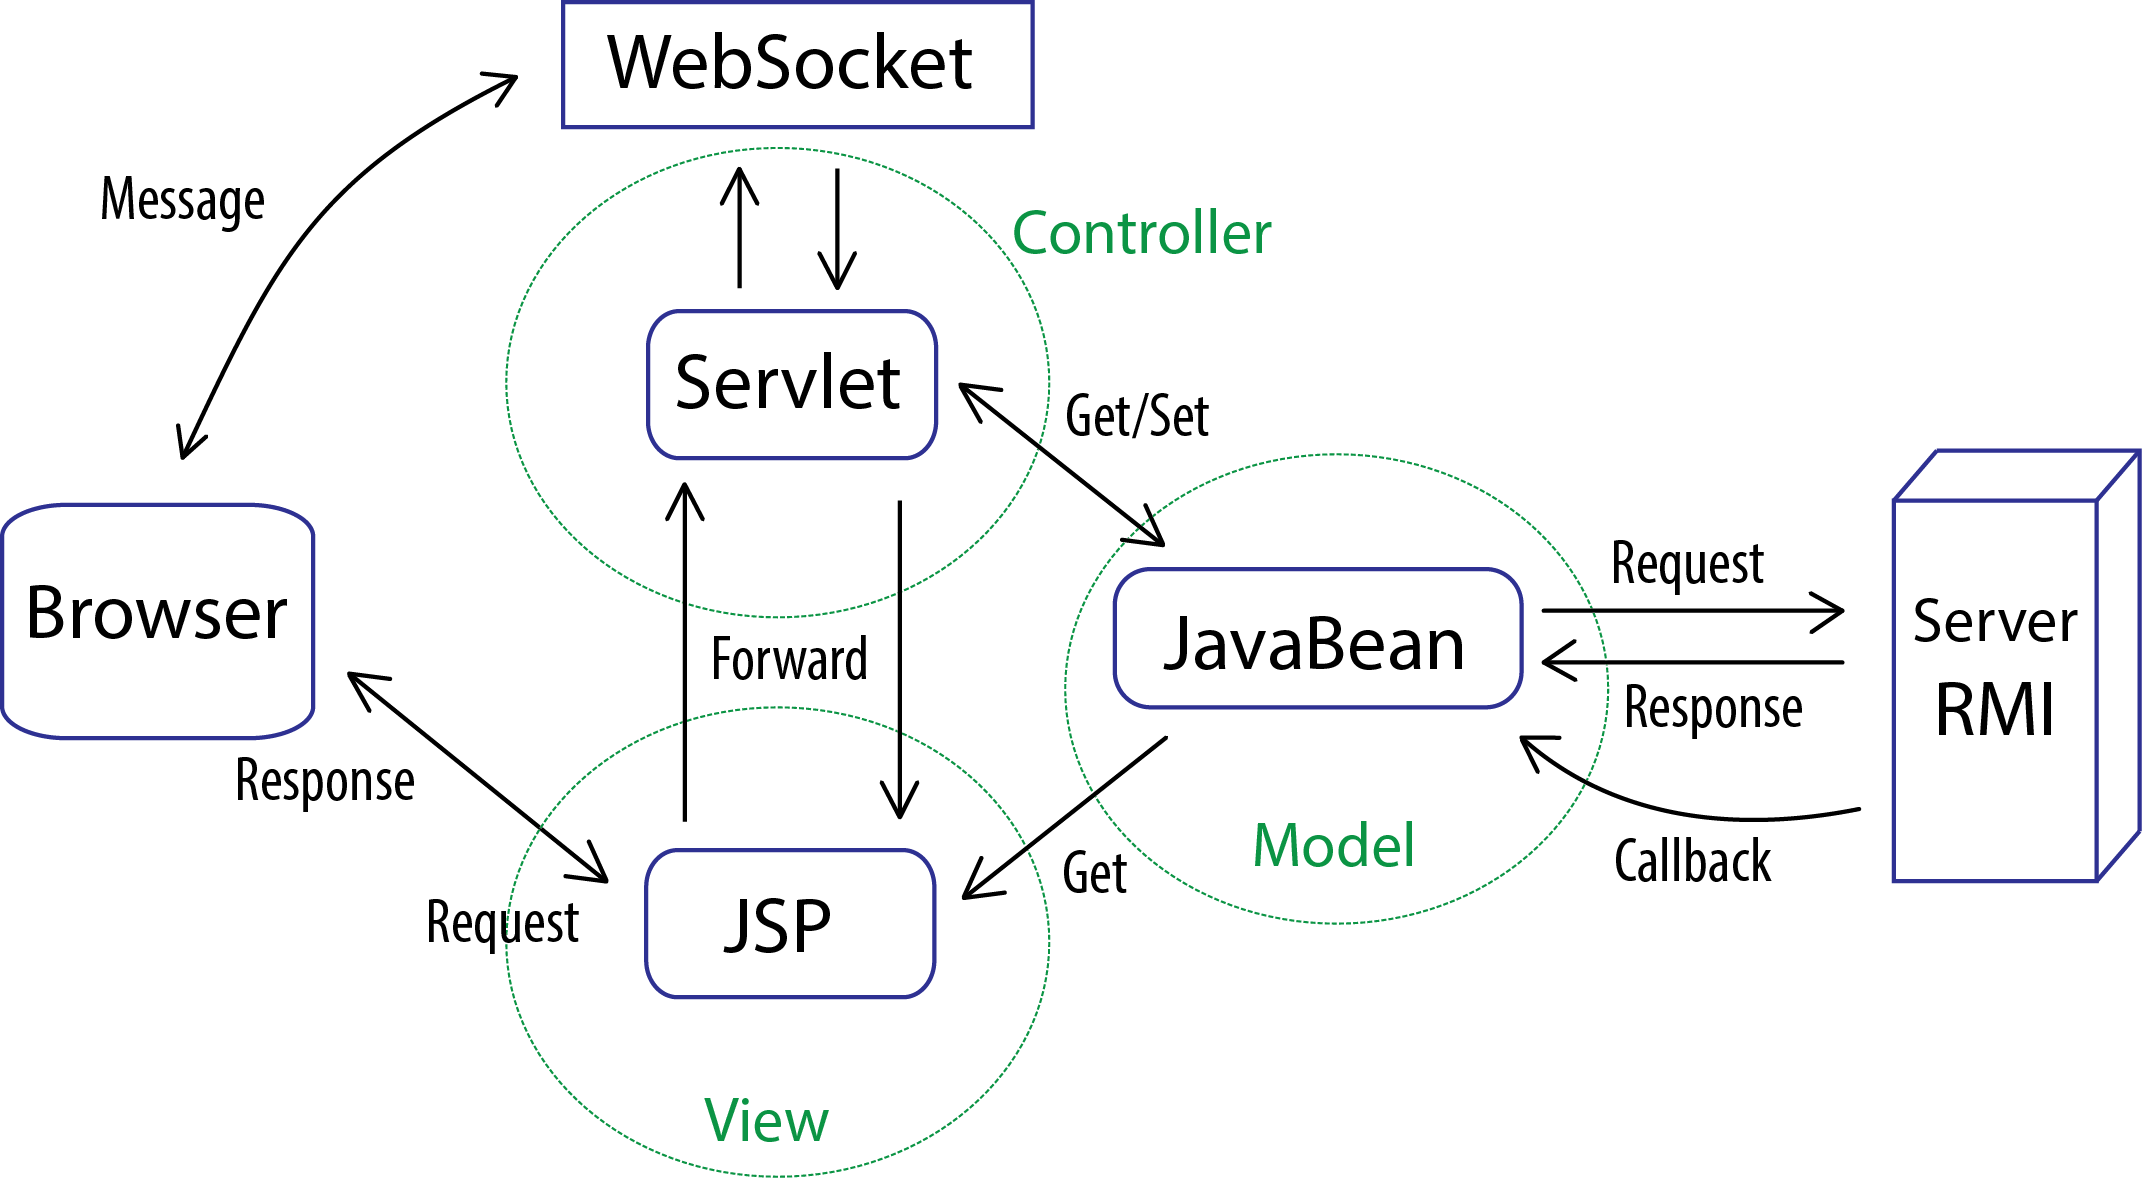 WebSocket
Message
Controller
Servlet
Get/Set
Browser
Forward
JavaBean
Request
Response
Server
RMI
Response
Request
JSP
Get
Model
Callback
View